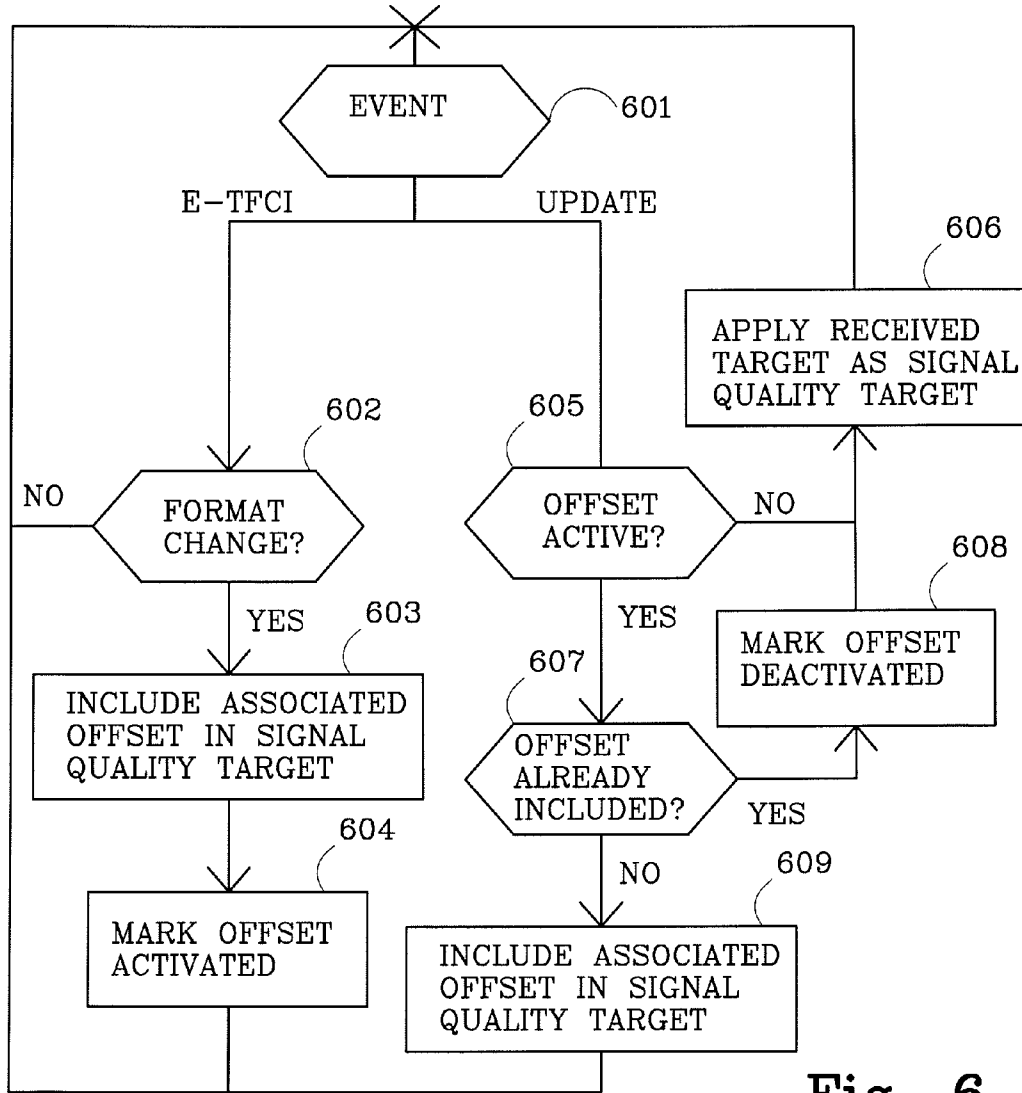 EVENT
601
E-TFCI
UPDATE
606
APPLY RECEIVED
TARGET AS SIGNAL
QUALITY TARGET
602
605
NO
FORMAT
CHANGE?
OFFSET
ACTIVE?
NO
608
YES
603
YES
MARK OFFSET
DEACTIVATED
607
INCLUDE ASSOCIATED
OFFSET IN SIGNAL
QUALITY TARGET
OFFSET
ALREADY
INCLUDED?
YES
604
NO
609
MARK OFFSET
ACTIVATED
INCLUDE ASSOCIATED
OFFSET IN SIGNAL
QUALITY TARGET
Fig. 6